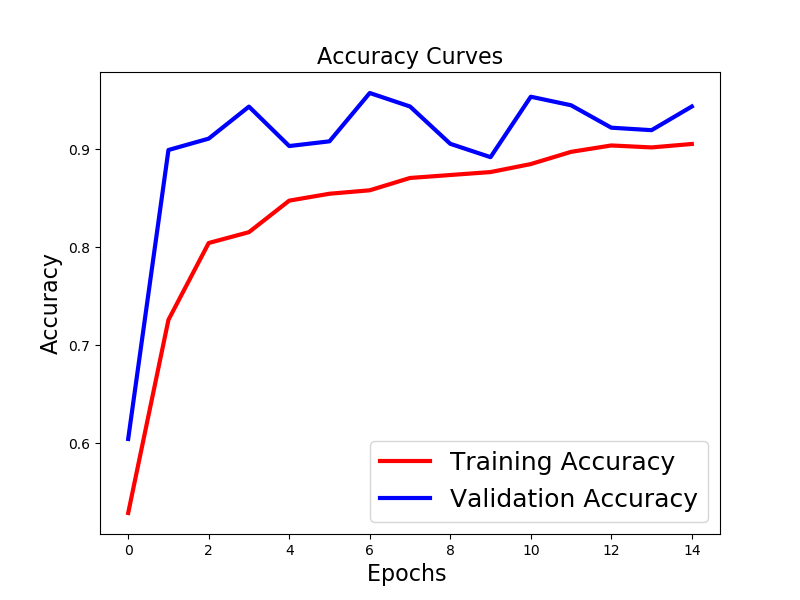 Accuracy Curves
Accuracy
0.9
0.8
0.7
0.6
Training Accuracy
Validation Accuracy
0 2 4 6 8 10 12 14
Epochs